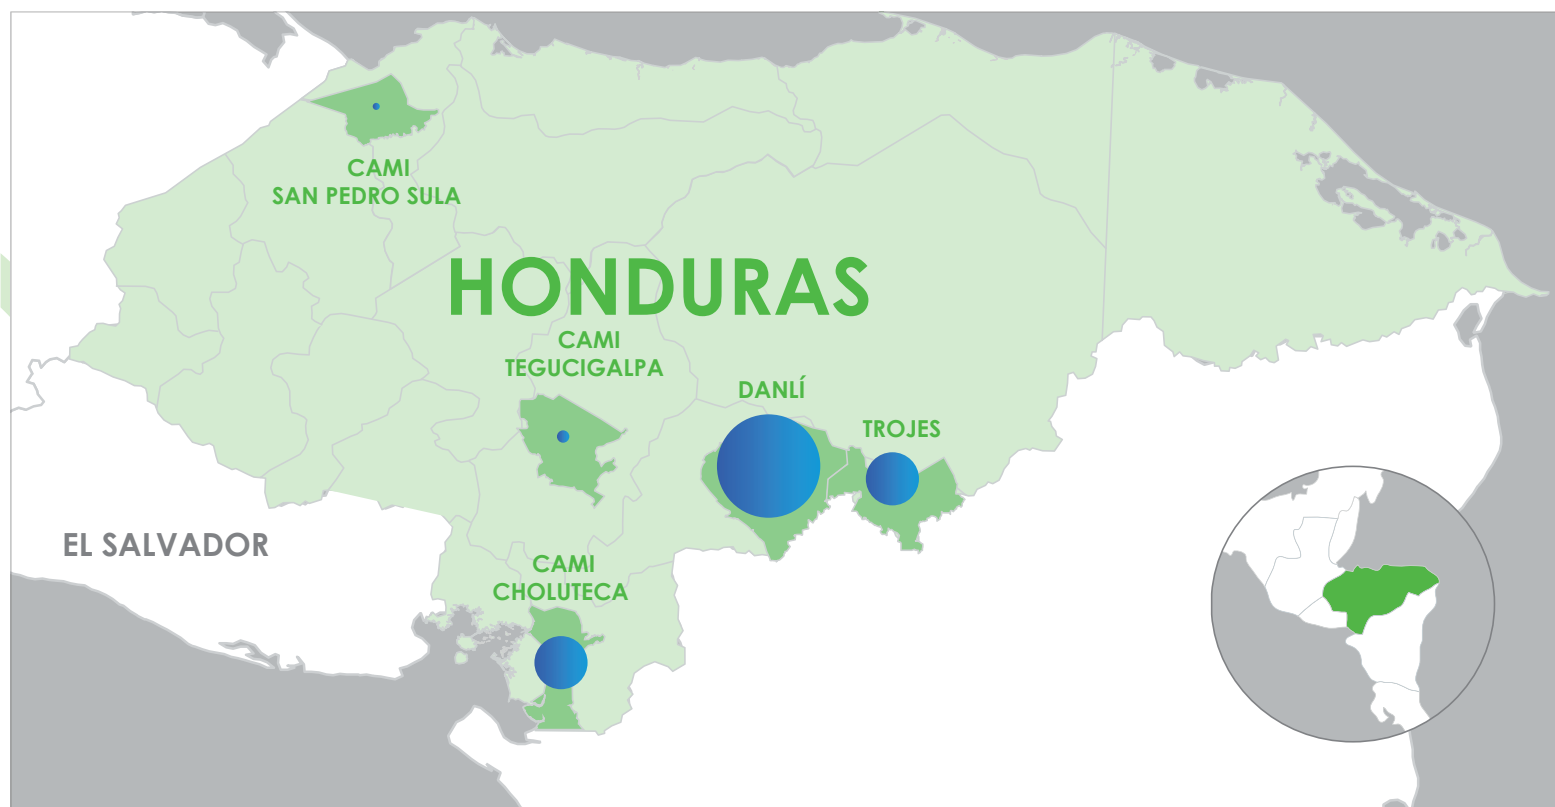 CAMI
SAN PEDRO SULA
HONDURAS
CAMI
TEGUCIGALPA
DANLÍ
TROJES
EL SALVADOR
CAMI
CHOLUTECA